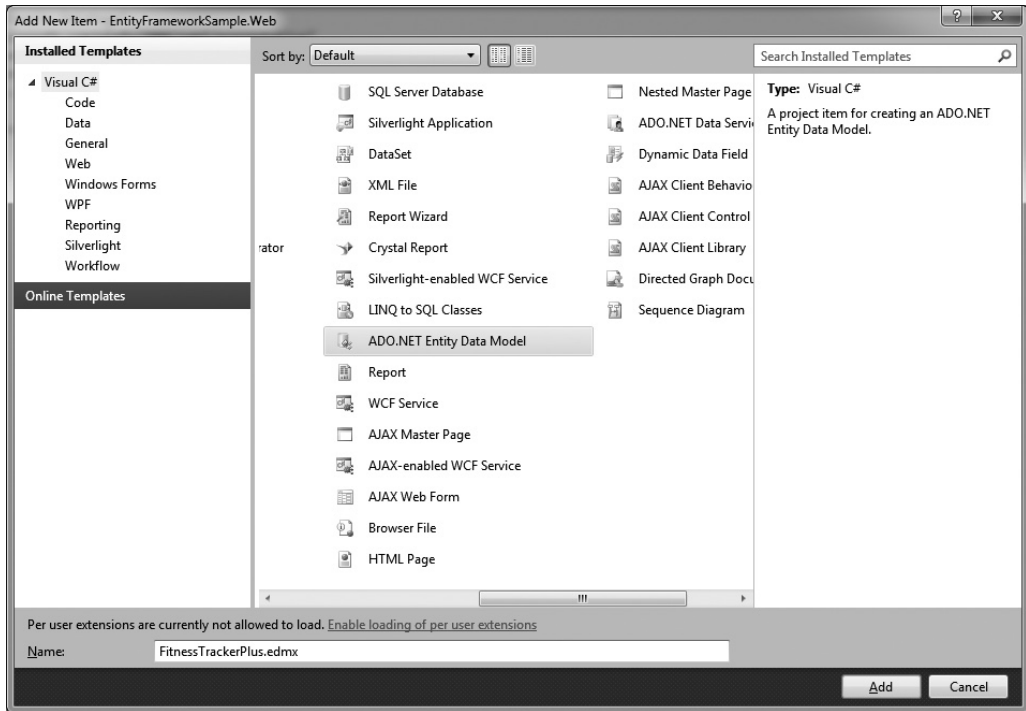 Add New Item - EntityFrameworkSample.Web
Installed Templates
Sort by: Default
Search Installed Templates
Visual C#
Code
Data
General
Web
Windows Forms
WPF
Reporting
Silverlight
Workflow
Online Templates
rator
SQL Server Database
Silverlight Application
DataSet
XML File
Report Wizard
Crystal Report
Silverlight-enabled WCF Service
LINQ to SQL Classes
ADO.NET Entity Data Model
Report
WCF Service
AJAX Master Page
AJAX-enabled WCF Service
AJAX Web Form
Browser File
HTML Page
Nested Master Page
ADO.NET Data Servi
Dynamic Data Field
AJAX Client Behavio
AJAX Client Control
AJAX Client Library
Directed Graph Docu
Sequence Diagram
Type: Visual C#
A project item for creating an ADO.NET
Entity Data Model.
Per user extensions are currently not allowed to load. Enable loading of per user extensions
Name: FitnessTrackerPlus.edmx
Add Cancel